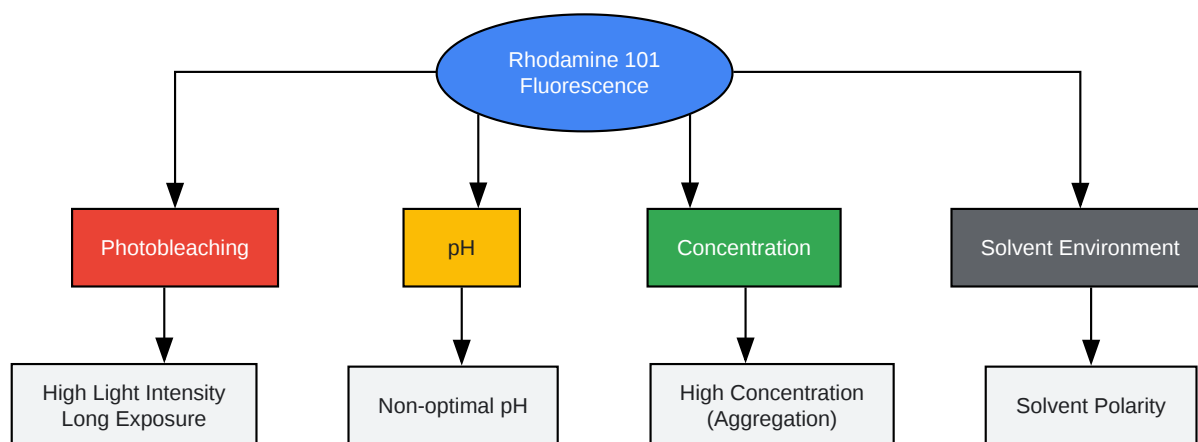 Rhodamine 101
Fluorescence
Photobleaching
pH
Concentration
Solvent Environment
High Light Intensity
Long Exposure
Non-optimal pH
High Concentration
(Aggregation)
Solvent Polarity